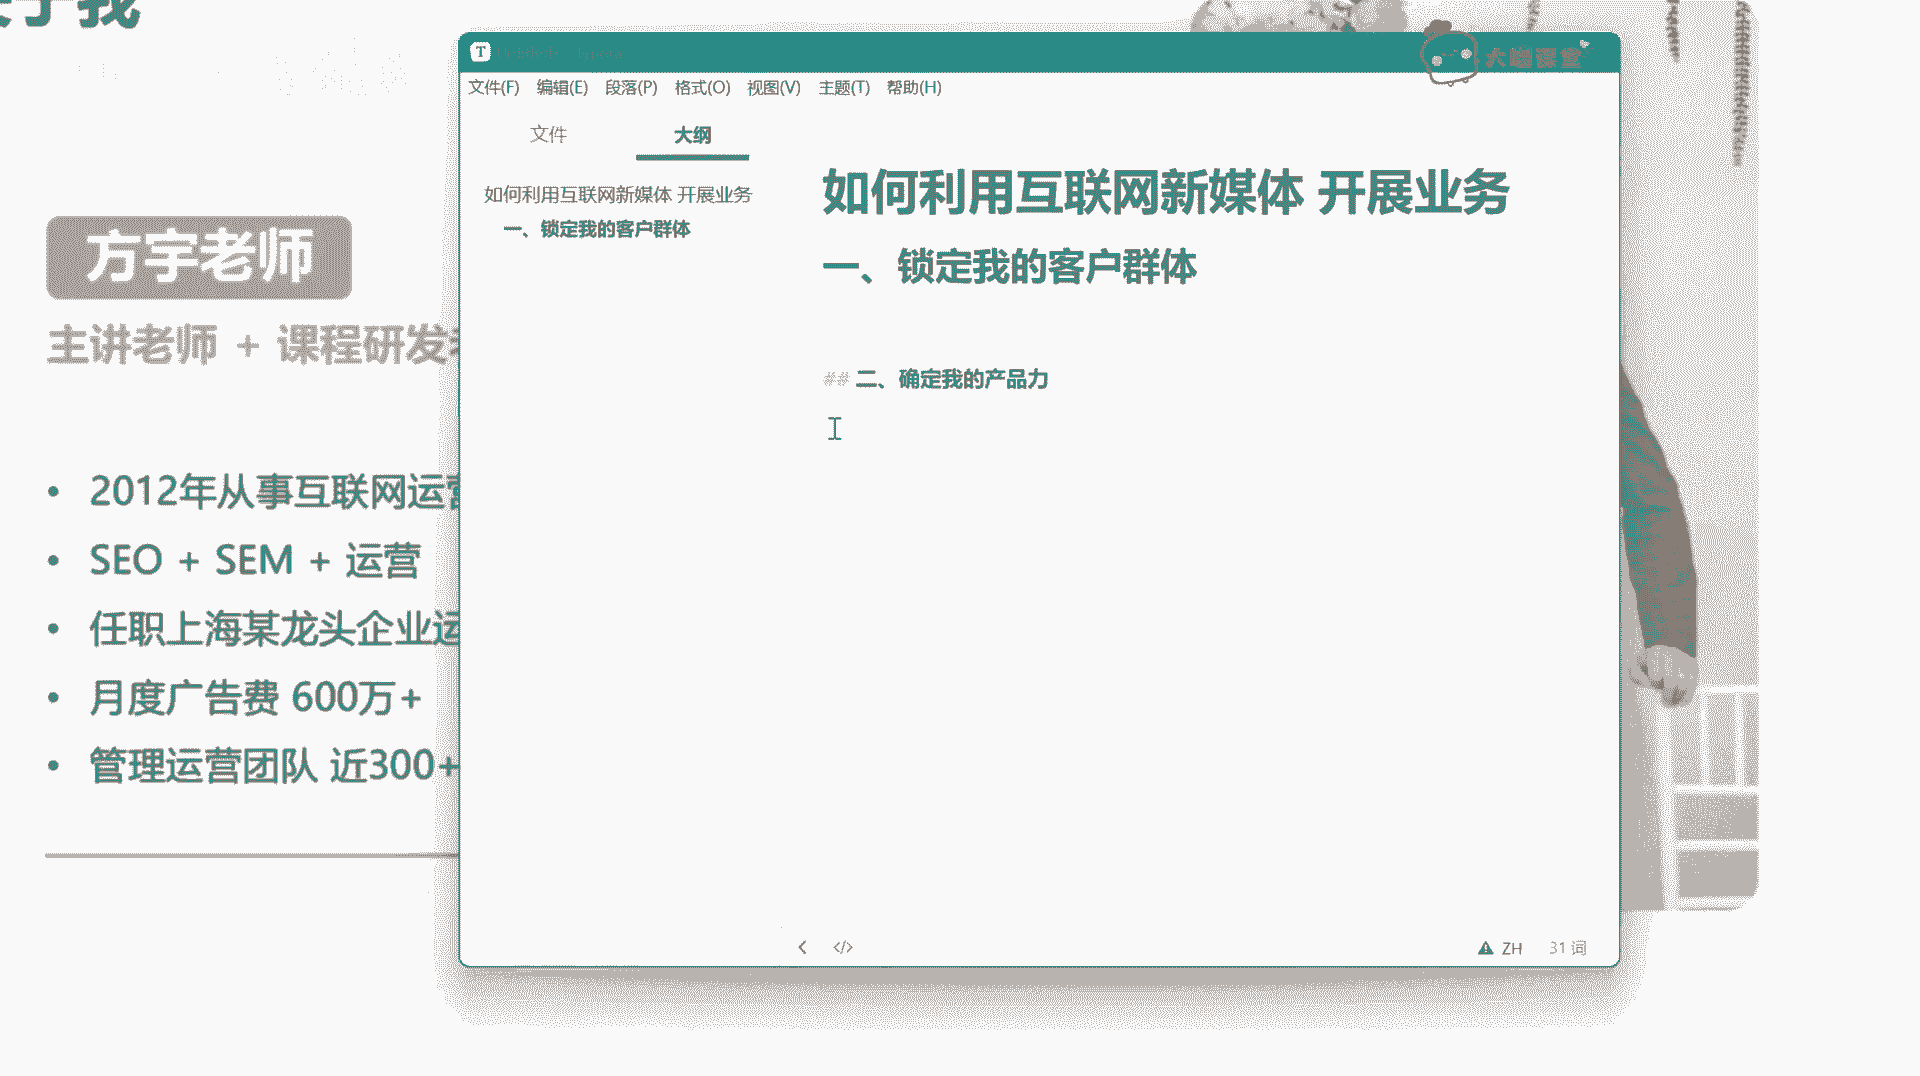 于我
T
大咖课堂
文件(F) 编辑(E) 段落(P) 格式(O) 视图(V) 主题(T) 帮助(H)
文件 大纲
如何利用互联网新媒体 开展业务
一、锁定我的客户群体
如何利用互联网新媒体 开展业务
一、锁定我的客户群体
## 二、确定我的产品力
方宇老师
主讲老师 + 课程研发
• 2012年从事互联网运营
• SEO + SEM + 运营
• 任职上海某龙头企业运
• 月度广告费 600万+
• 管理运营团队 近300+
</> ZH 31 词